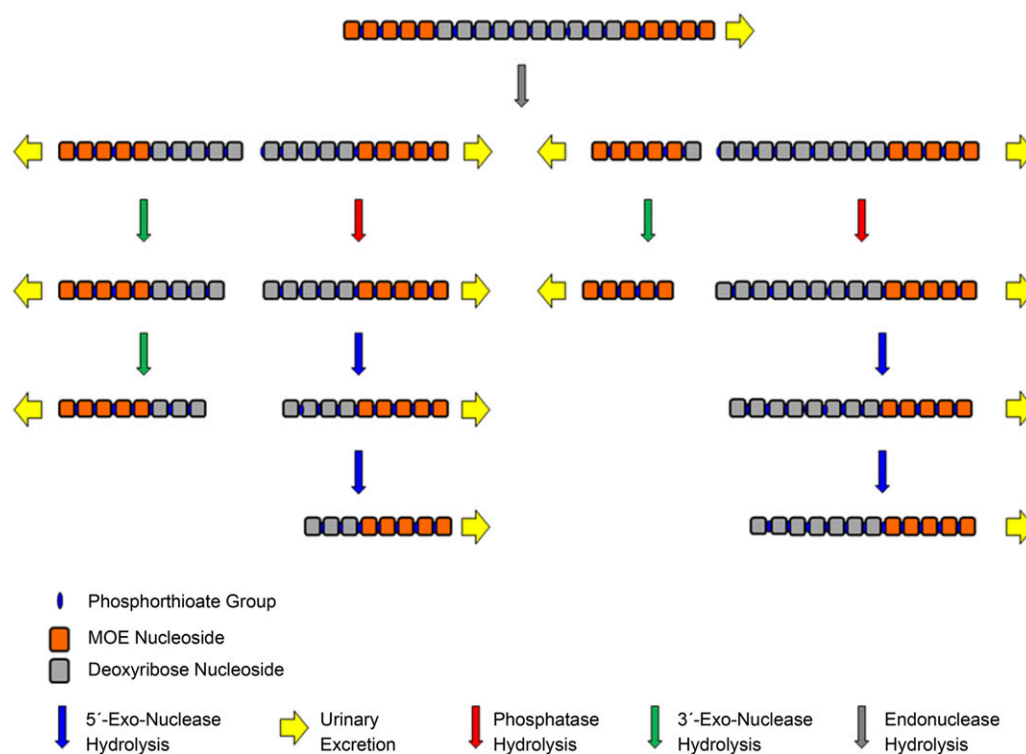 Phosphorthioate Group
MOE Nucleoside
Deoxyribose Nucleoside
5´-Exo-Nuclease
Hydrolysis
Urinary
Excretion
Phosphatase
Hydrolysis
3´-Exo-Nuclease
Hydrolysis
Endonuclease
Hydrolysis